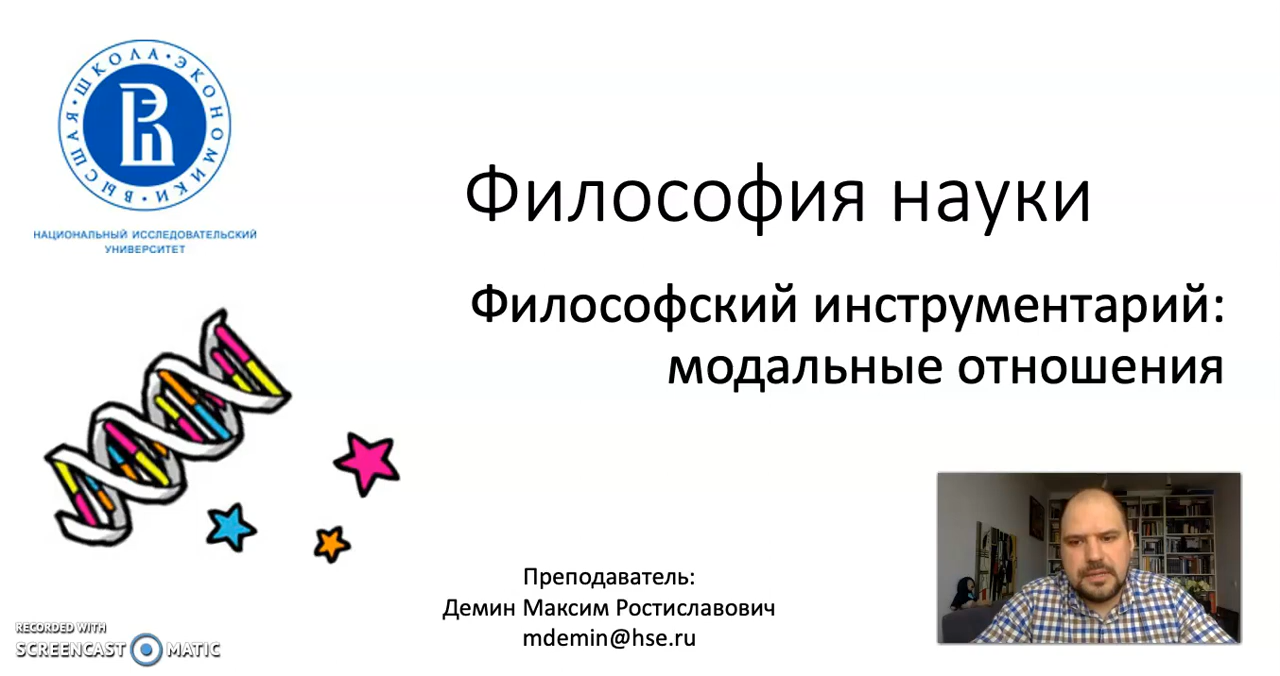 ВЫСШАЯ • ШКОЛА • ЭКОНОМИКИ •
НАЦИОНАЛЬНЫЙ ИССЛЕДОВАТЕЛЬСКИЙ
УНИВЕРСИТЕТ
Философия науки
Философский инструментарий:
модальные отношения
Преподаватель:
Демин Максим Ростиславович
mdemin@hse.ru
RECORDED WITH
SCREENCAST MATIC